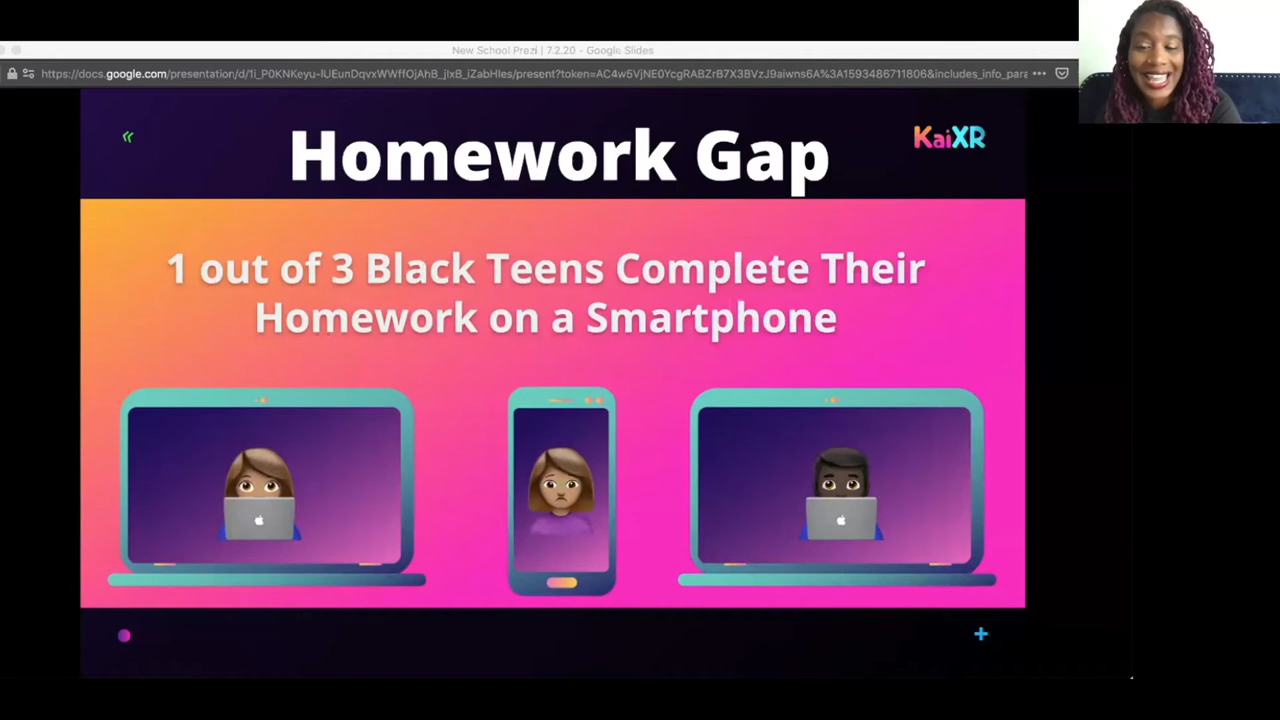 New School Prezi | 7.2.20 - Google Slides
Homework Gap
KaiXR
1 out of 3 Black Teens Complete Their
Homework on a Smartphone